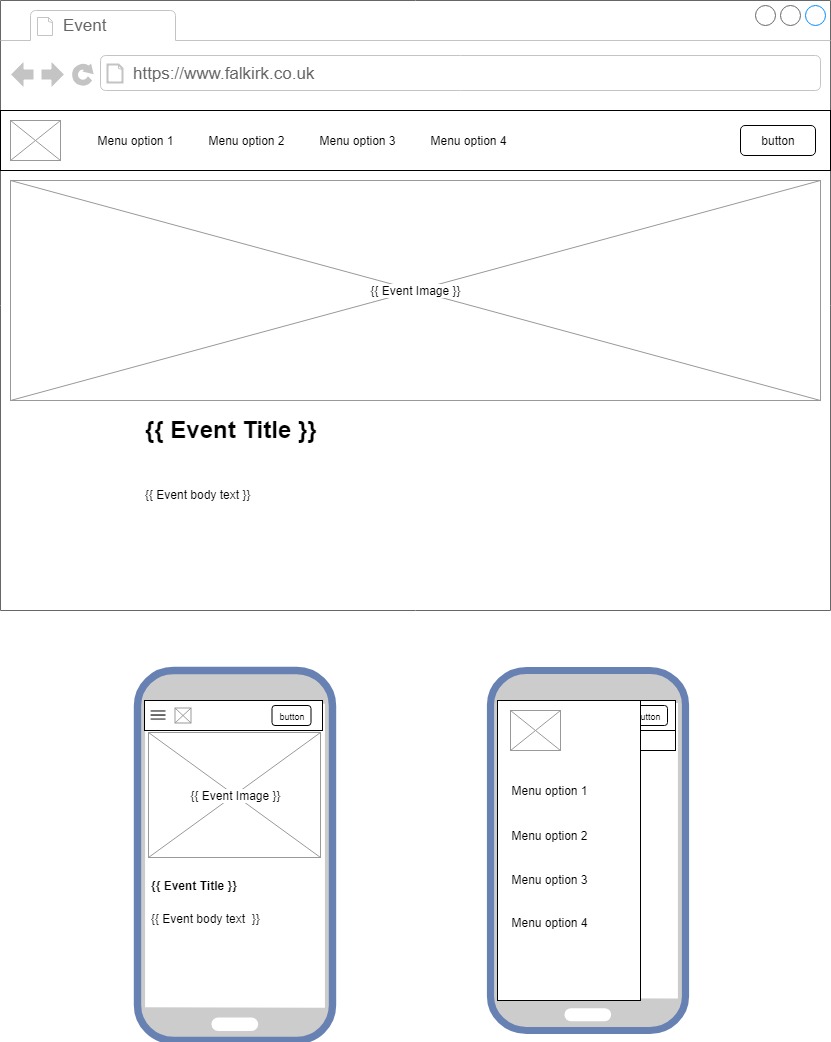 Event
https://www.falkirk.co.uk
Menu option 1 Menu option 2 Menu option 3 Menu option 4 button
{{ Event Image }}
{{ Event Title }}
{{ Event body text }}
button
{{ Event Image }}
{{ Event Title }}
{{ Event body text  }}
utton
Menu option 1
Menu option 2
Menu option 3
Menu option 4